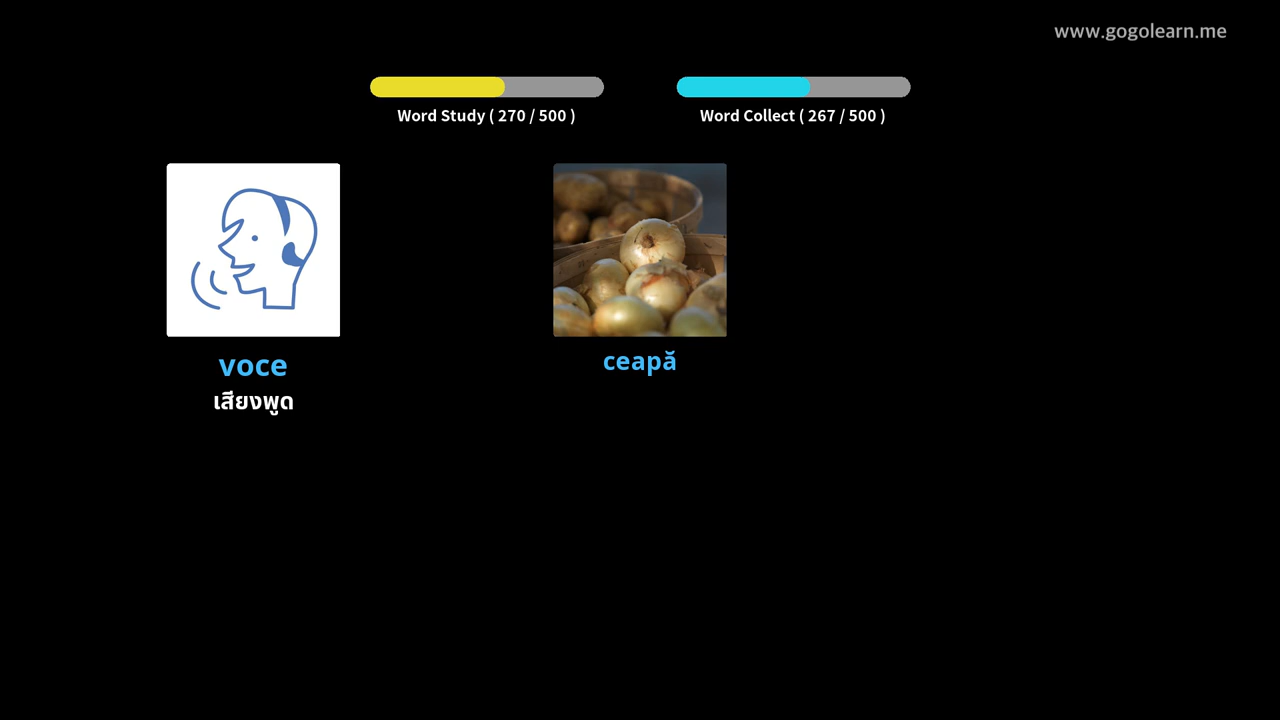 www.gogolearn.me
Word Study ( 270 / 500 )
Word Collect ( 267 / 500 )
voce
เสียงพูด
ceapă